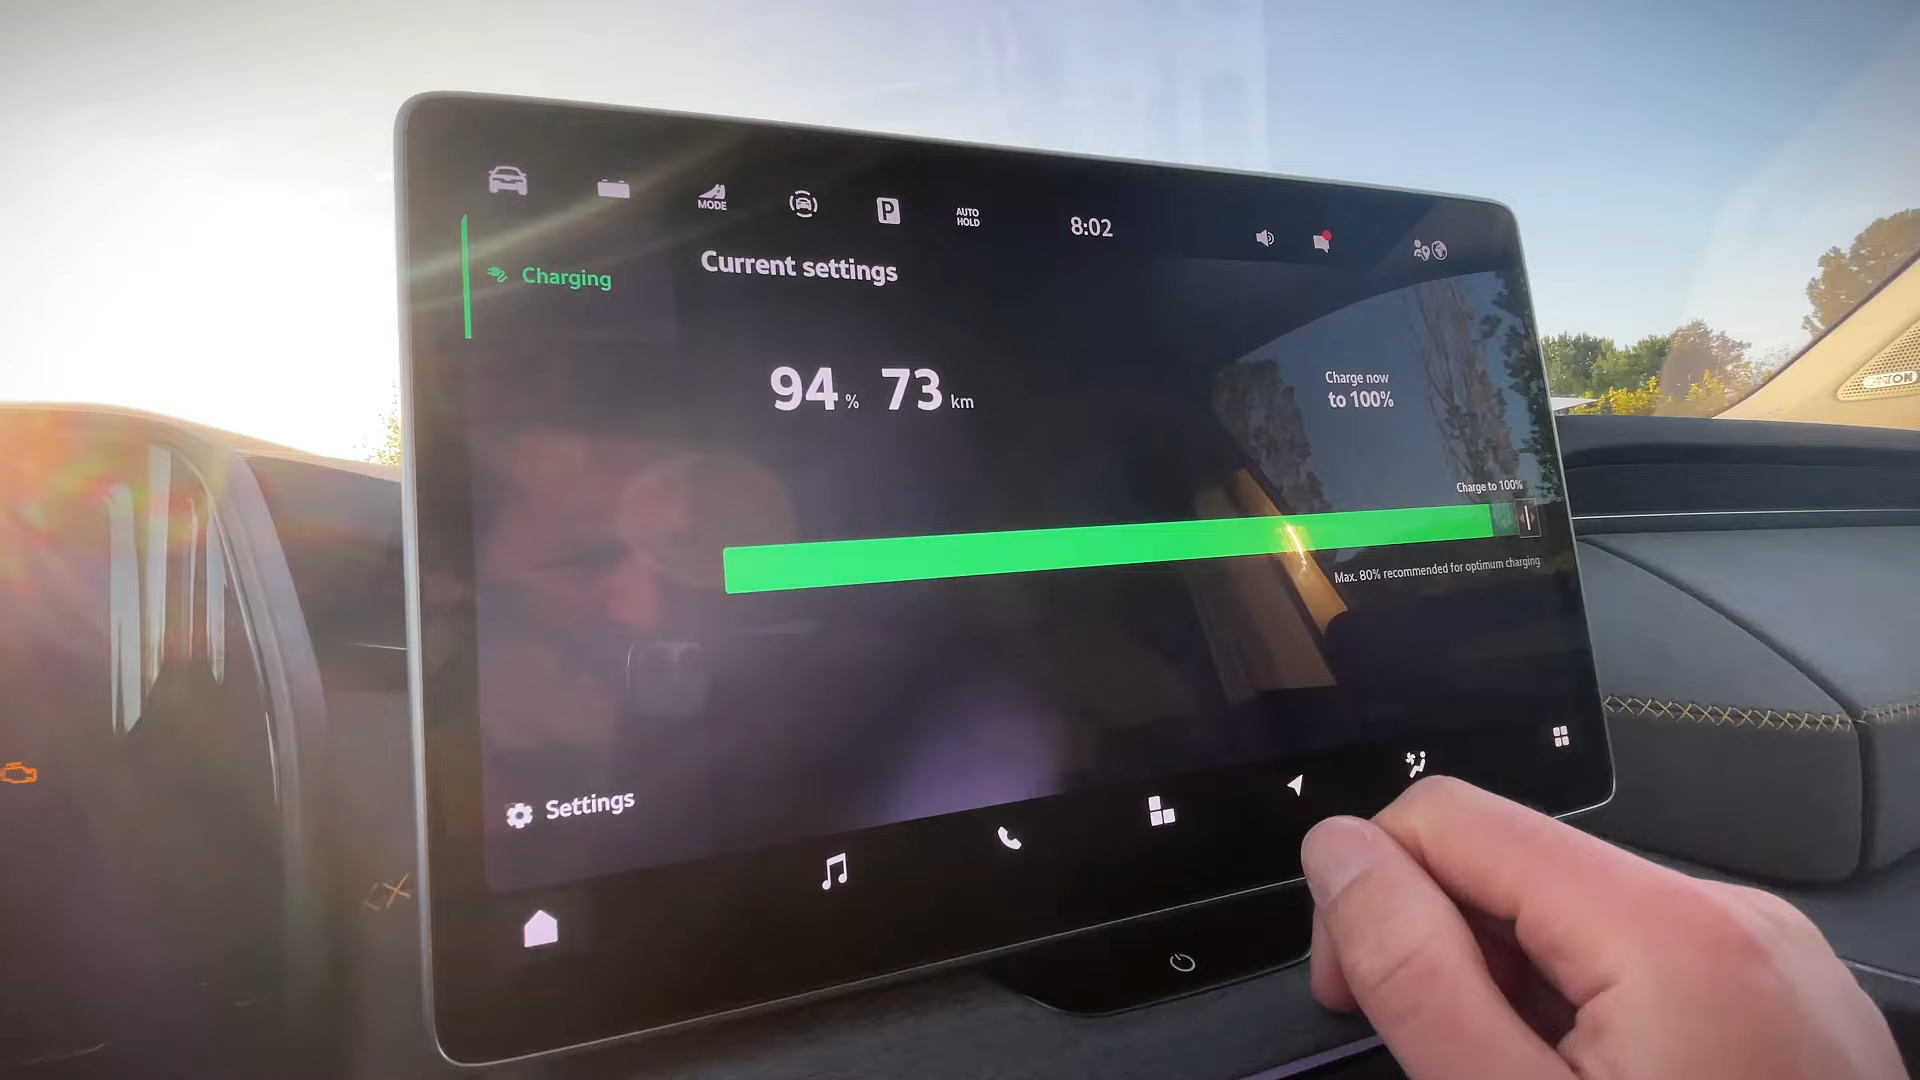 MODE
P
AUTO
HOLD
8:02
Charging
Current settings
94 % 73 km
Charge now
to 100%
Charge to 100%
Max. 80% recommended for optimum charging
Settings